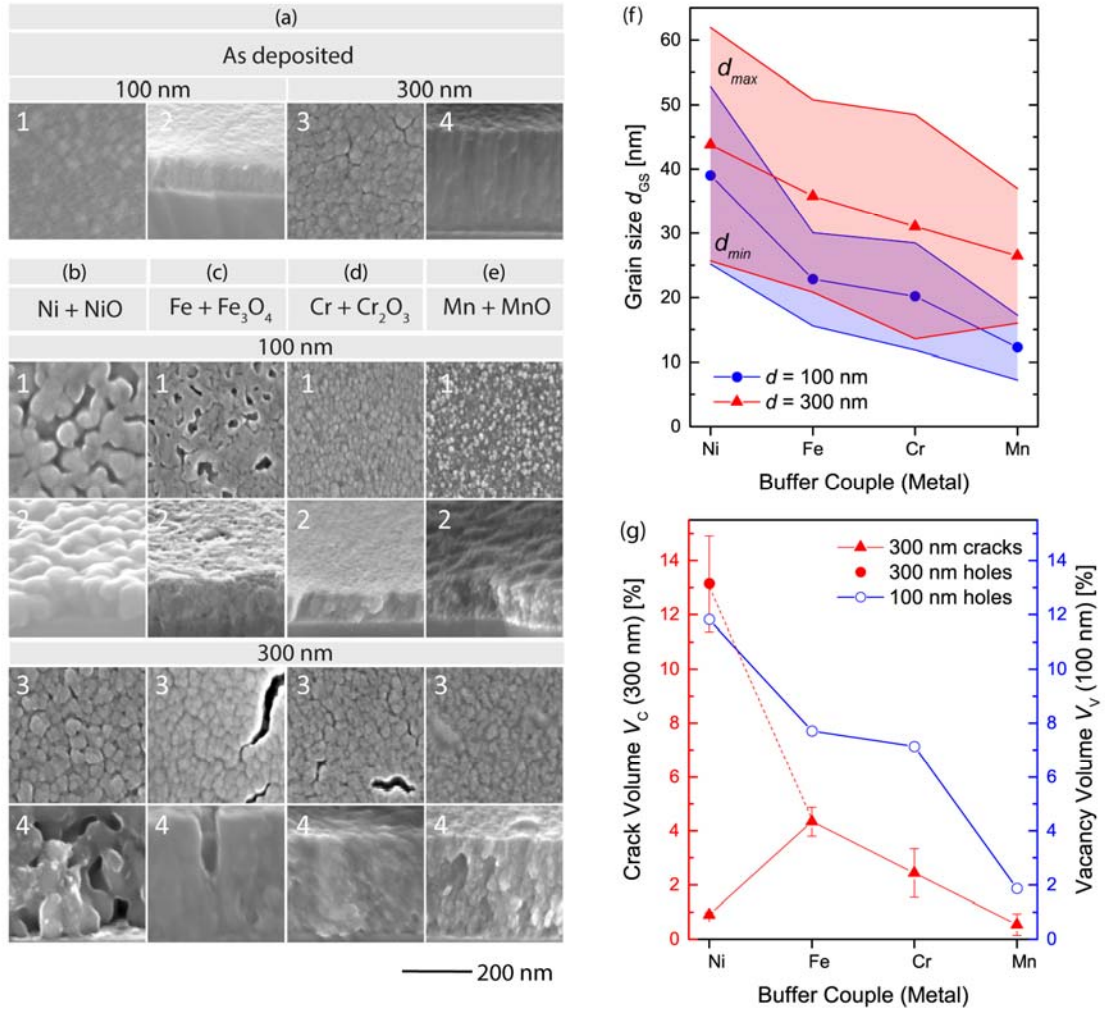 (a)
As deposited
100 nm 300 nm
1 2 3 4
(b) (c) (d) (e)
Ni + NiO Fe + Fe₃O₄ Cr + Cr₂O₃ Mn + MnO
100 nm
1 1 1 1
2 2 2 2
300 nm
3 3 3 3
4 4 4 4
200 nm
(f)
60
50
40
30
20
10
0
Grain size d_GS [nm]
d_max
d_min
d = 100 nm
d = 300 nm
Ni Fe Cr Mn
Buffer Couple (Metal)
(g)
14
12
10
8
6
4
2
0
Crack Volume V_C (300 nm) [%]
300 nm cracks
300 nm holes
100 nm holes
14
12
10
8
6
4
2
0
Vacancy Volume V_V (100 nm) [%]
Ni Fe Cr Mn
Buffer Couple (Metal)